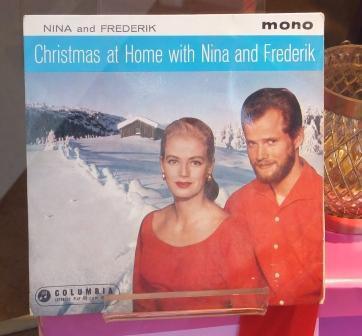 NINA and FREDERIK mono
Christmas at Home with Nina and Frederik
COLUMBIA